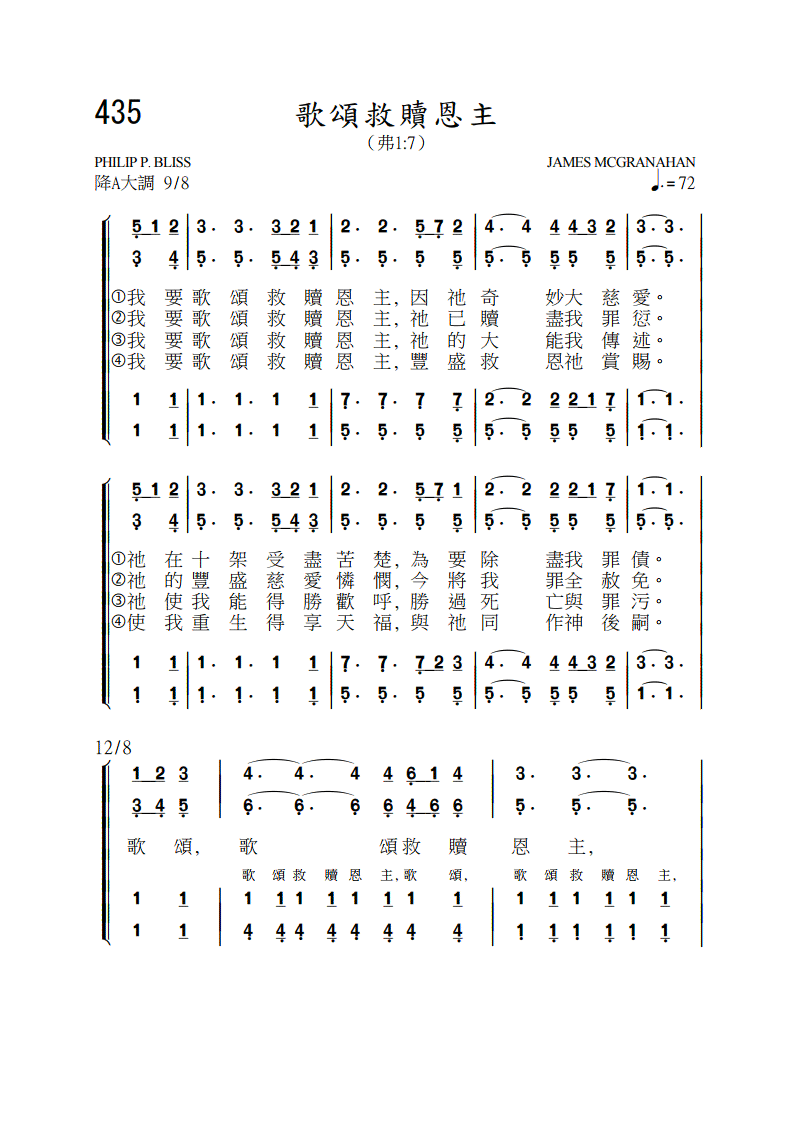 435
歌頌救贖恩主
（弗1:7）
PHILIP P. BLISS
JAMES MCGRANAHAN
降A大調 9/8
♩. = 72
5 1 2 | 3 . 3 . 3 2 1 | 2 . 2 . 5 7 2 | 4 . 4 4 4 3 2 | 3 . 3 . |
3 4 | 5 . 5 . 5 4 3 | 5 . 5 . 5 5 | 5 . 5 5 5 5 | 5 . 5 . |
①我要歌頌救贖恩主,因祂奇妙大慈愛。
②我要歌頌救贖恩主,祂已贖盡我罪愆。
③我要歌頌救贖恩主,祂的大能我傳述。
④我要歌頌救贖恩主,豐盛救恩祂賞賜。
1 1 | 1 . 1 . 1 1 | 7 . 7 . 7 7 | 2 . 2 2 2 1 7 | 1 . 1 . |
1 1 | 1 . 1 . 1 1 | 5 . 5 . 5 5 | 5 . 5 5 5 5 | 1 . 1 . |
5 1 2 | 3 . 3 . 3 2 1 | 2 . 2 . 5 7 1 | 2 . 2 2 2 1 7 | 1 . 1 . |
3 4 | 5 . 5 . 5 4 3 | 5 . 5 . 5 5 | 5 . 5 5 5 5 | 5 . 5 . |
①祂在十架受盡苦楚,為要除盡我罪債。
②祂的豐盛慈愛憐憫,今將我罪全赦免。
③祂使我能得勝歡呼,勝過死亡與罪污。
④使我重生得享天福,與祂同作神後嗣。
1 1 | 1 . 1 . 1 1 | 7 . 7 . 7 2 3 | 4 . 4 4 4 3 2 | 3 . 3 . |
1 1 | 1 . 1 . 1 1 | 5 . 5 . 5 5 | 5 . 5 5 5 5 | 1 . 1 . |
12/8
1 2 3 | 4 . 4 . 4 4 6 1 4 | 3 . 3 . 3 . |
3 4 5 | 6 . 6 . 6 6 4 6 6 | 5 . 5 . 5 . |
歌頌, 歌頌救贖恩主,
歌頌救贖恩主,歌頌, 歌頌救贖恩主,
1 1 | 1 1 1 1 1 1 1 1 | 1 1 1 1 1 1 |
1 1 | 4 4 4 4 4 4 4 4 | 1 1 1 1 1 1 |